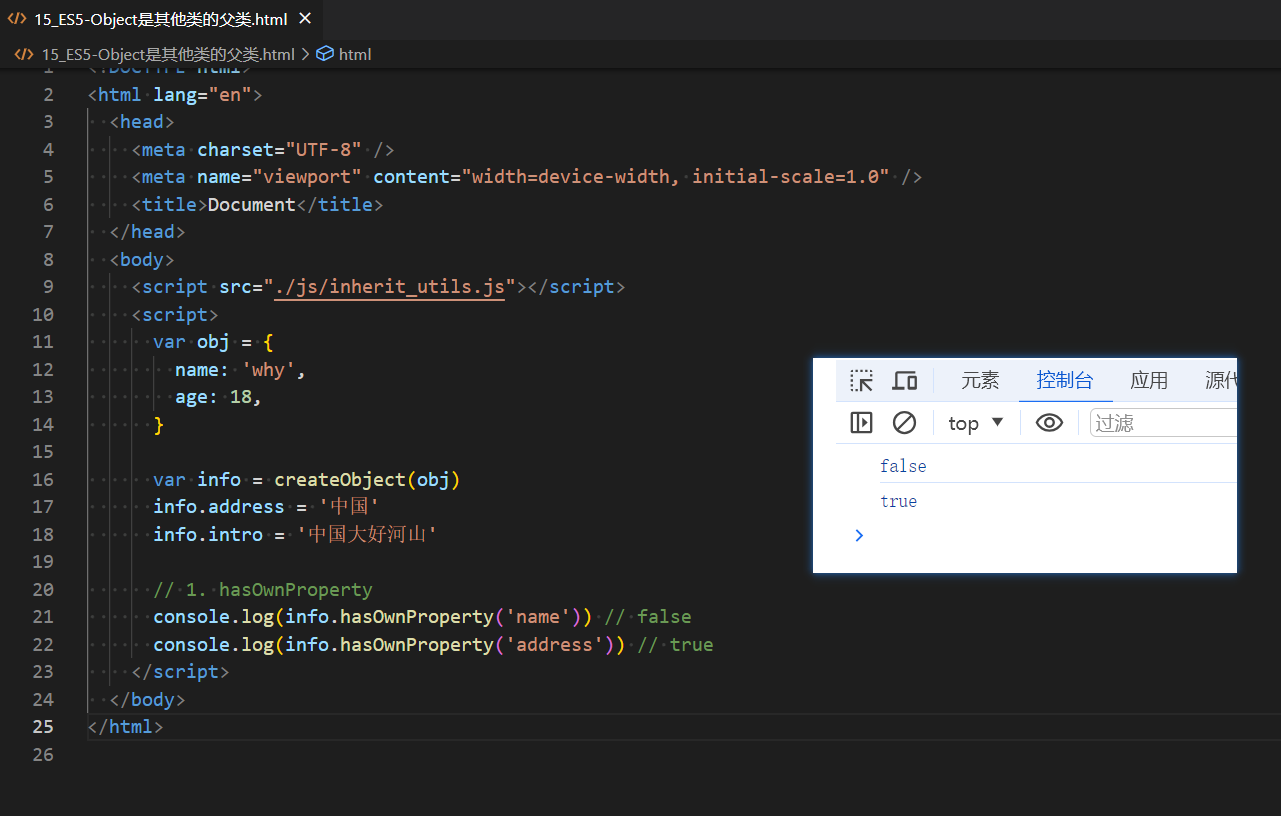 15_ES5-Object是其他类的父类.html
15_ES5-Object是其他类的父类.html > html
1 <!DOCTYPE html>
2 <html lang="en">
3 <head>
4 <meta charset="UTF-8" />
5 <meta name="viewport" content="width=device-width, initial-scale=1.0" />
6 <title>Document</title>
7 </head>
8 <body>
9 <script src="./js/inherit_utils.js"></script>
10 <script>
11 var obj = {
12 name: 'why',
13 age: 18,
14 }
15
16 var info = createObject(obj)
17 info.address = '中国'
18 info.intro = '中国大好河山'
19
20 // 1. hasOwnProperty
21 console.log(info.hasOwnProperty('name')) // false
22 console.log(info.hasOwnProperty('address')) // true
23 </script>
24 </body>
25 </html>
26
元素 控制台 应用 源代
top 过滤
false
true